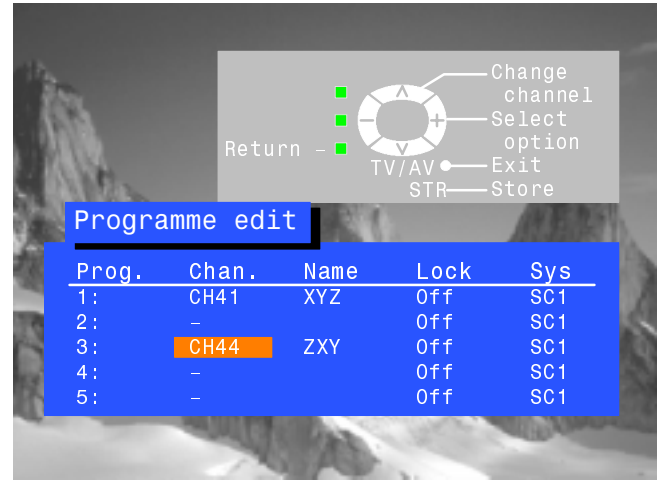 Change
channel
Select
option
Return –
TV/AV
Exit
STR
Store
Programme edit
Prog. Chan. Name Lock Sys
1: CH41 XYZ Off SC1
2: – Off SC1
3: CH44 ZXY Off SC1
4: – Off SC1
5: – Off SC1